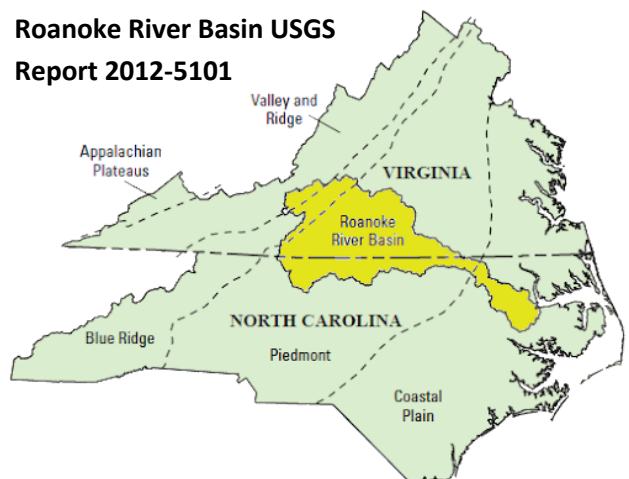 Roanoke River Basin USGS
Report 2012-5101
Valley and
Ridge
Appalachian
Plateaus
VIRGINIA
Roanoke
River Basin
NORTH CAROLINA
Blue Ridge
Piedmont
Coastal
Plain